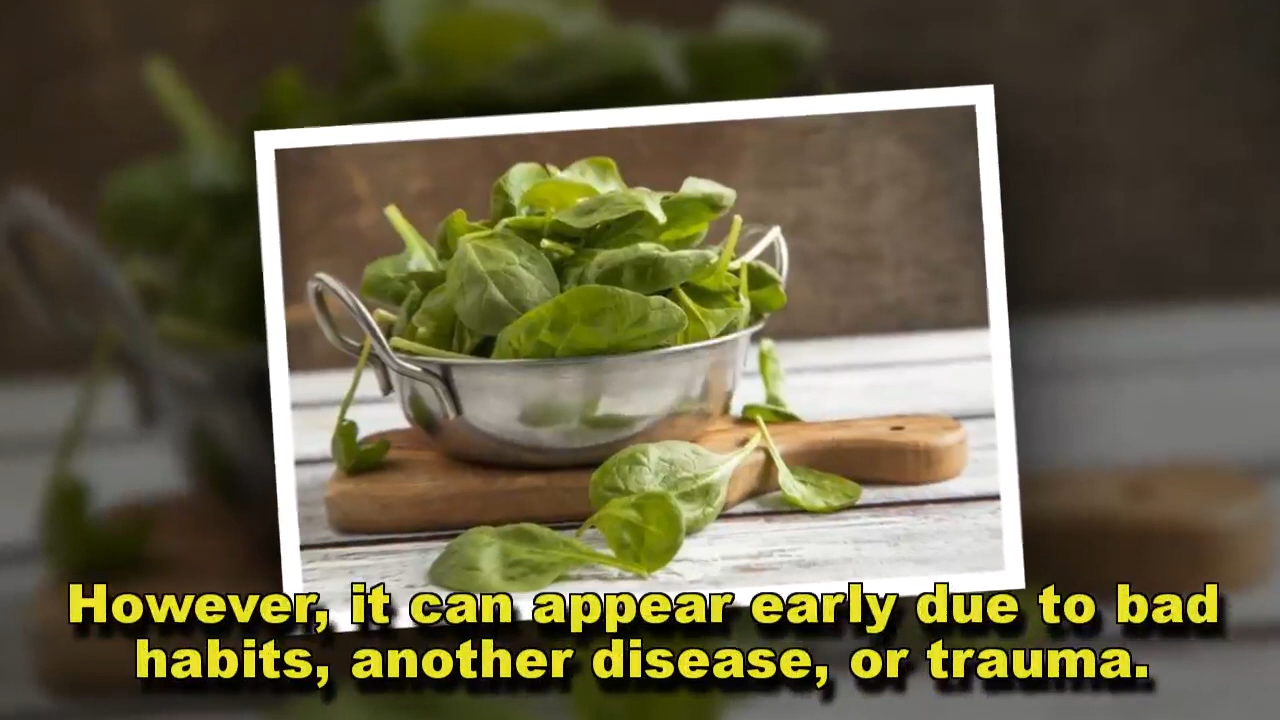 However, it can appear early due to bad
habits, another disease, or trauma.